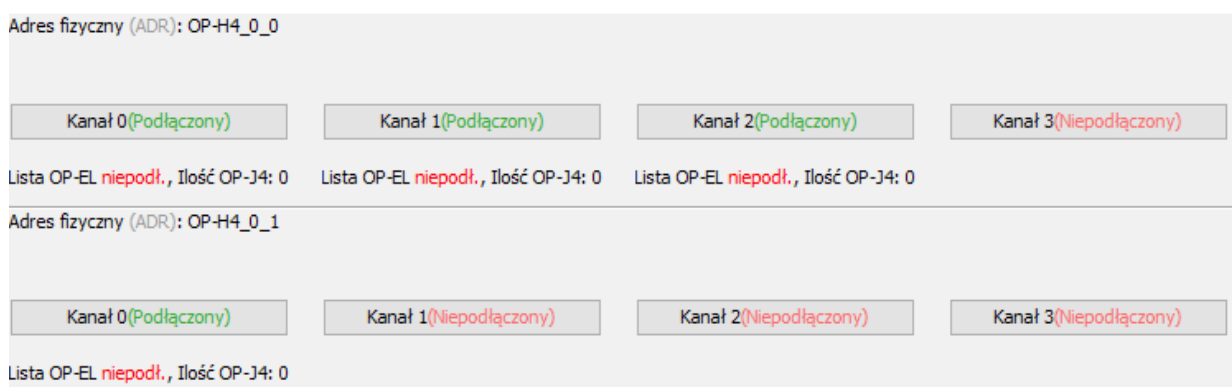 Adres fizyczny (ADR): OP-H4_0_0
Kanał 0(Podłączony) Kanał 1(Podłączony) Kanał 2(Podłączony) Kanał 3(Niepodłączony)
Lista OP-EL niepodł., Ilość OP-J4: 0 Lista OP-EL niepodł., Ilość OP-J4: 0 Lista OP-EL niepodł., Ilość OP-J4: 0
Adres fizyczny (ADR): OP-H4_0_1
Kanał 0(Podłączony) Kanał 1(Niepodłączony) Kanał 2(Niepodłączony) Kanał 3(Niepodłączony)
Lista OP-EL niepodł., Ilość OP-J4: 0